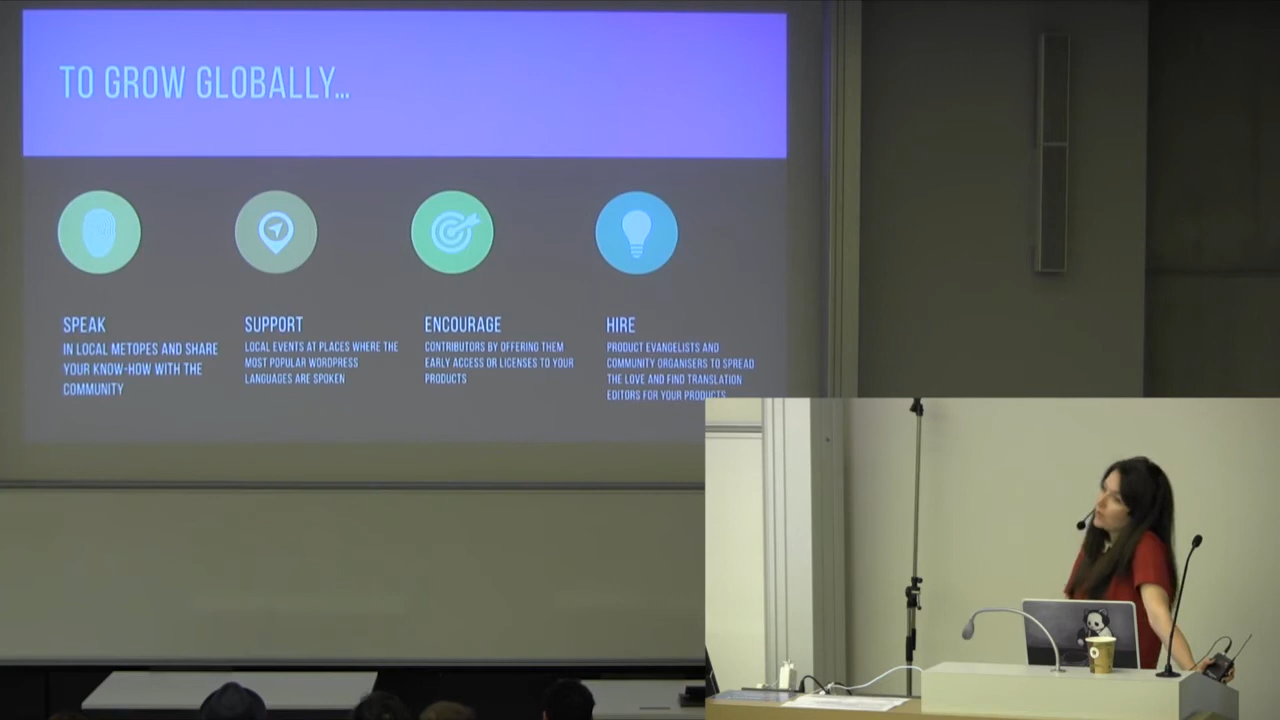 TO GROW GLOBALLY...
SPEAK
IN LOCAL METOPES AND SHARE
YOUR KNOW-HOW WITH THE
COMMUNITY
SUPPORT
LOCAL EVENTS AT PLACES WHERE THE
MOST POPULAR WORDPRESS
LANGUAGES ARE SPOKEN
ENCOURAGE
CONTRIBUTORS BY OFFERING THEM
EARLY ACCESS OR LICENSES TO YOUR
PRODUCTS
HIRE
PRODUCT EVANGELISTS AND
COMMUNITY ORGANISERS TO SPREAD
THE LOVE AND FIND TRANSLATION
EDITORS FOR YOUR PRODUCTS